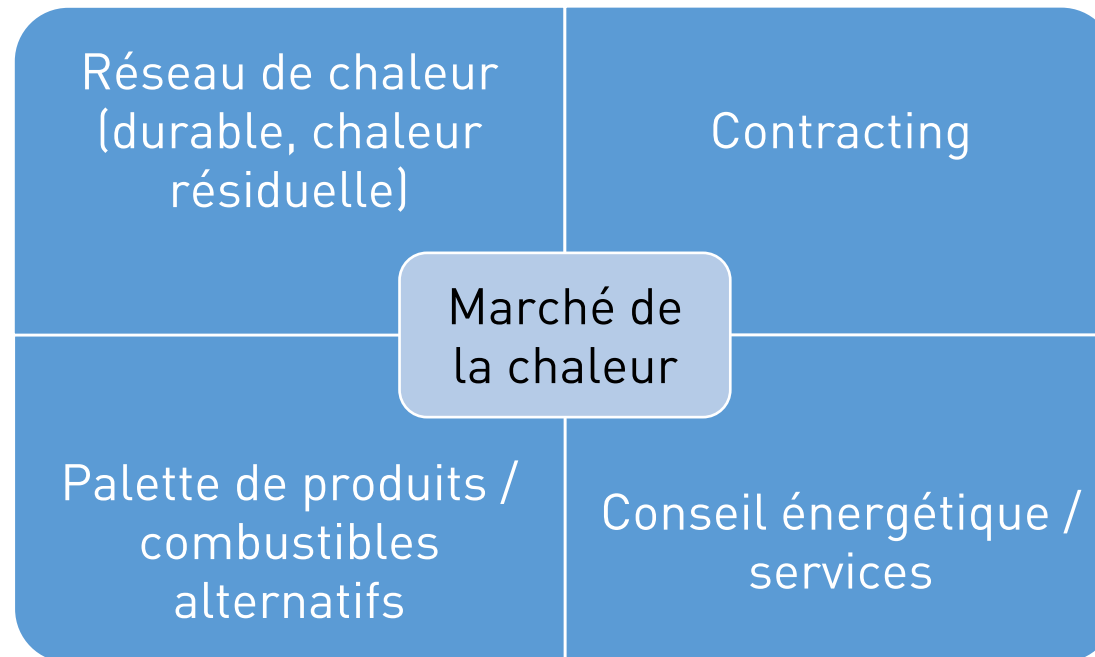 Réseau de chaleur
(durable, chaleur
résiduelle)
Contracting
Marché de
la chaleur
Palette de produits /
combustibles
alternatifs
Conseil énergétique /
services